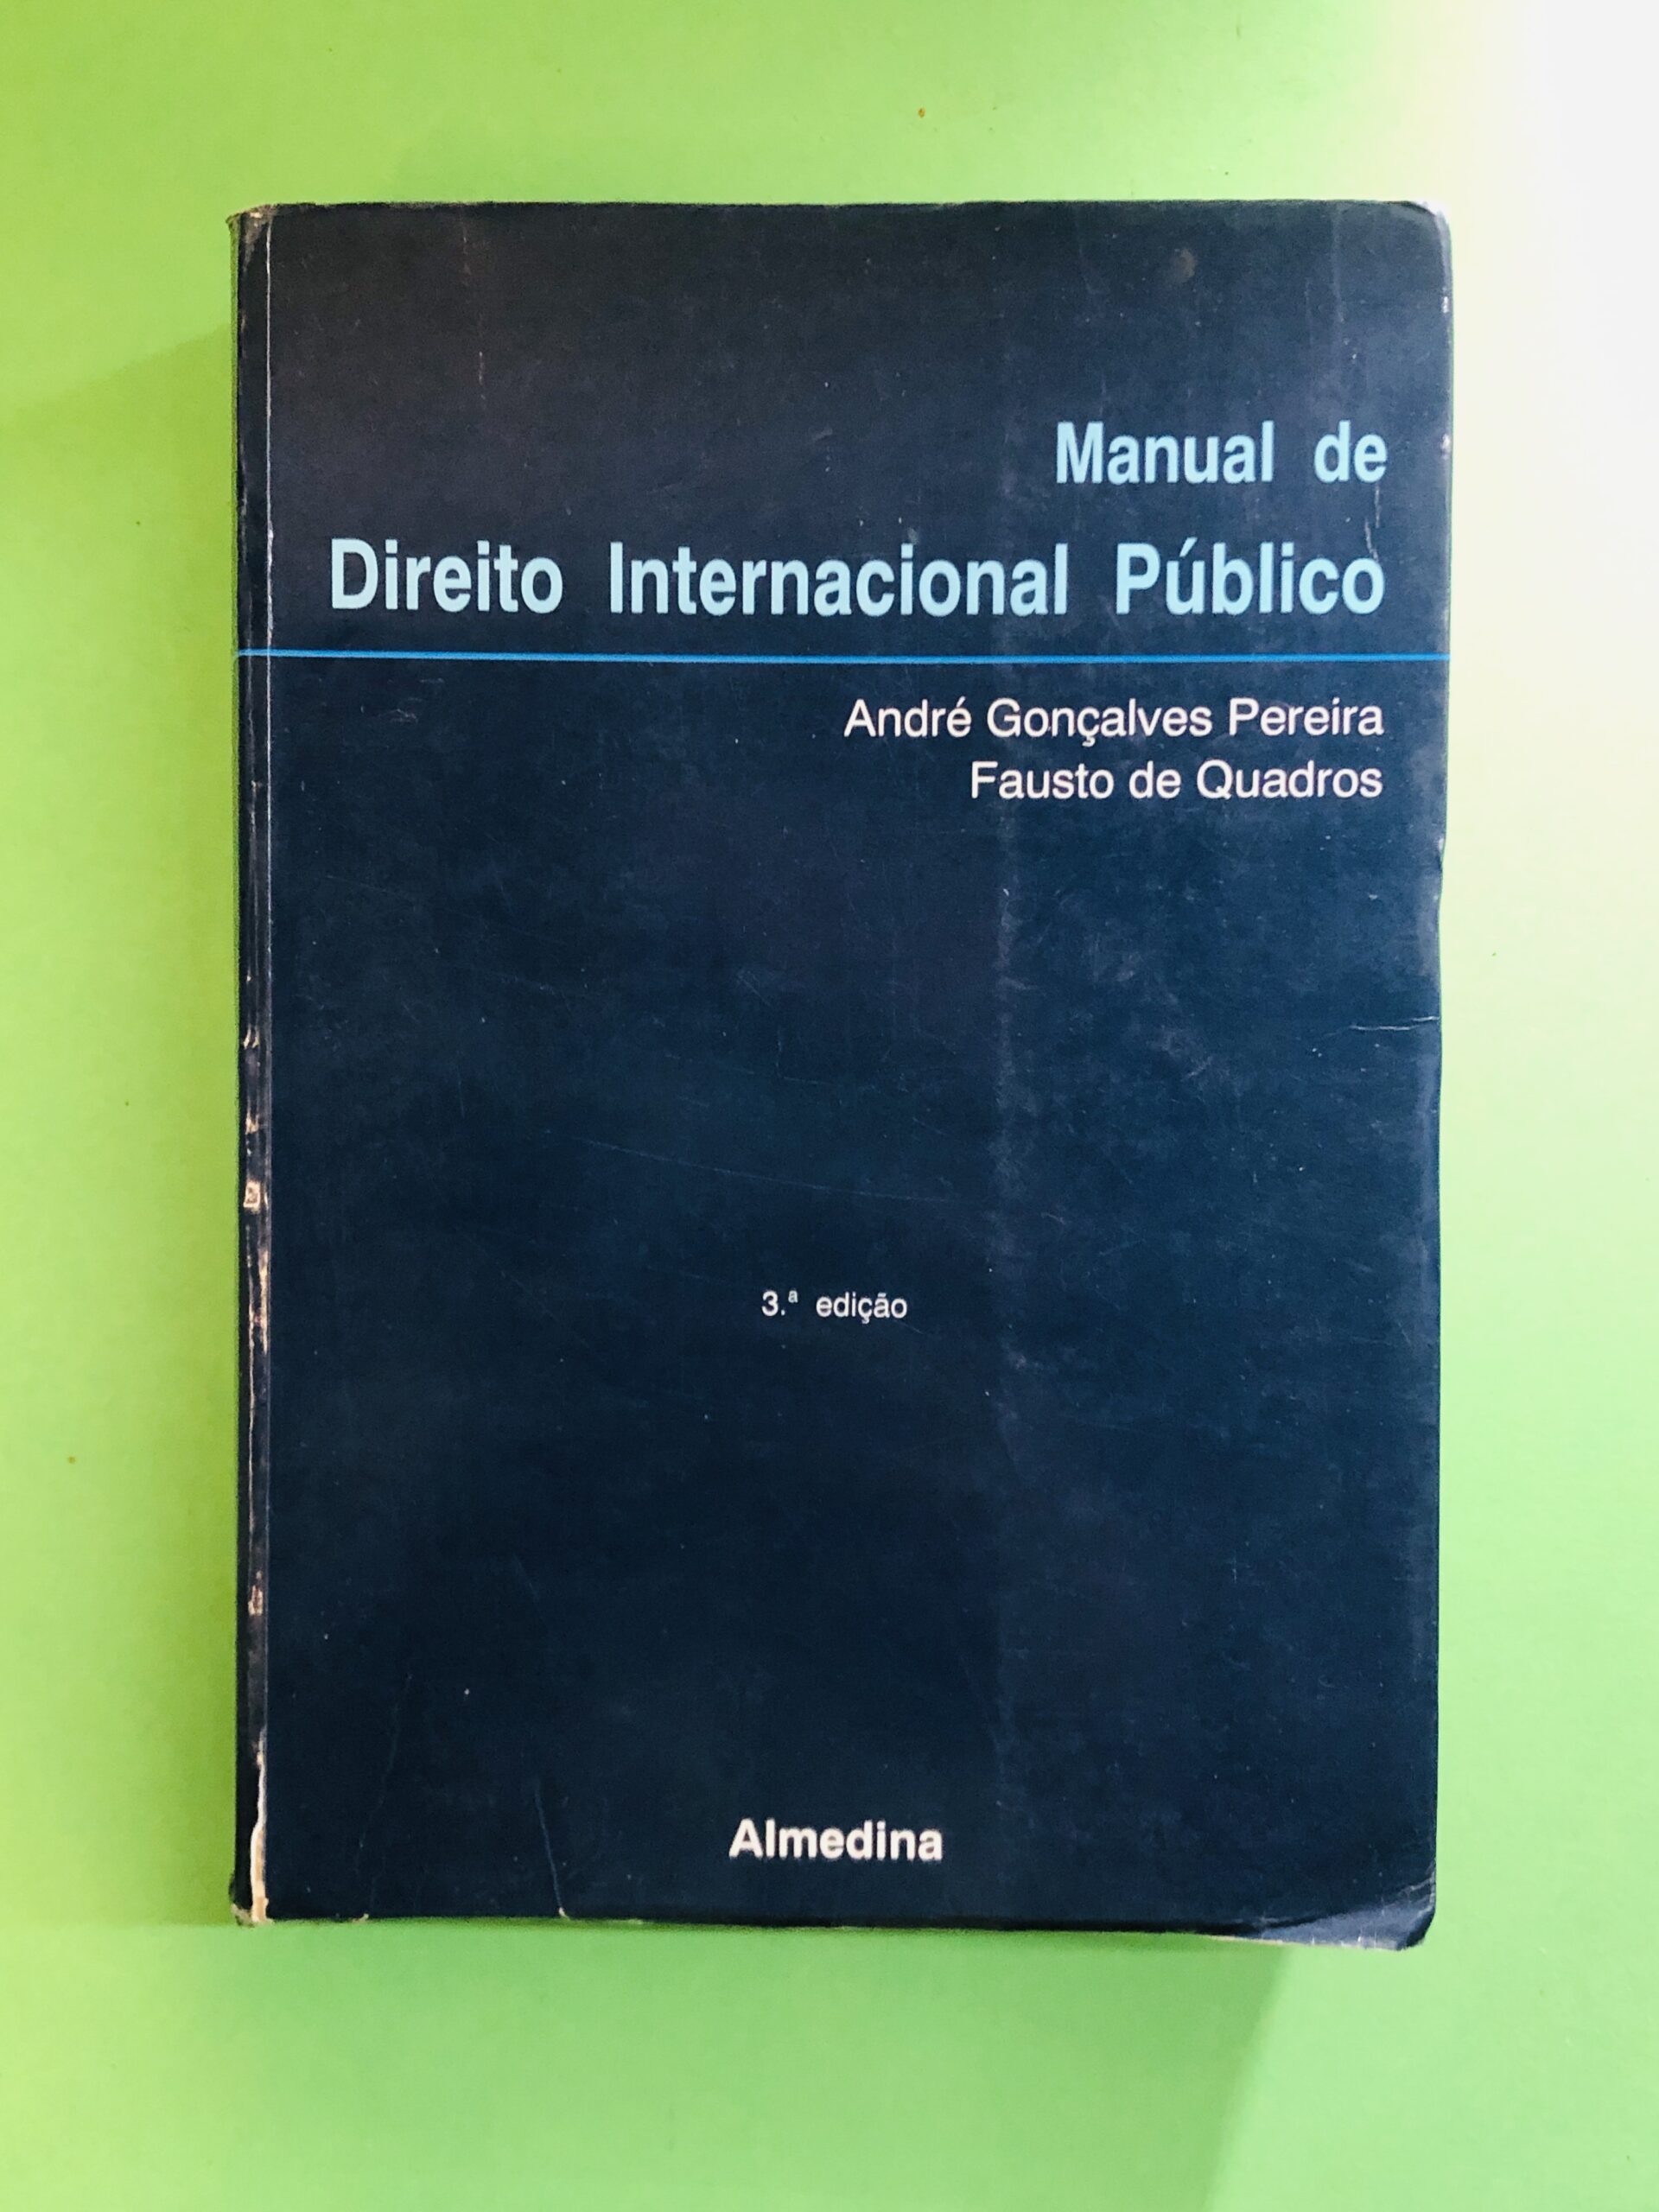 Manual de
Direito Internacional Público
André Gonçalves Pereira
Fausto de Quadros
3.ª edição
Almedina